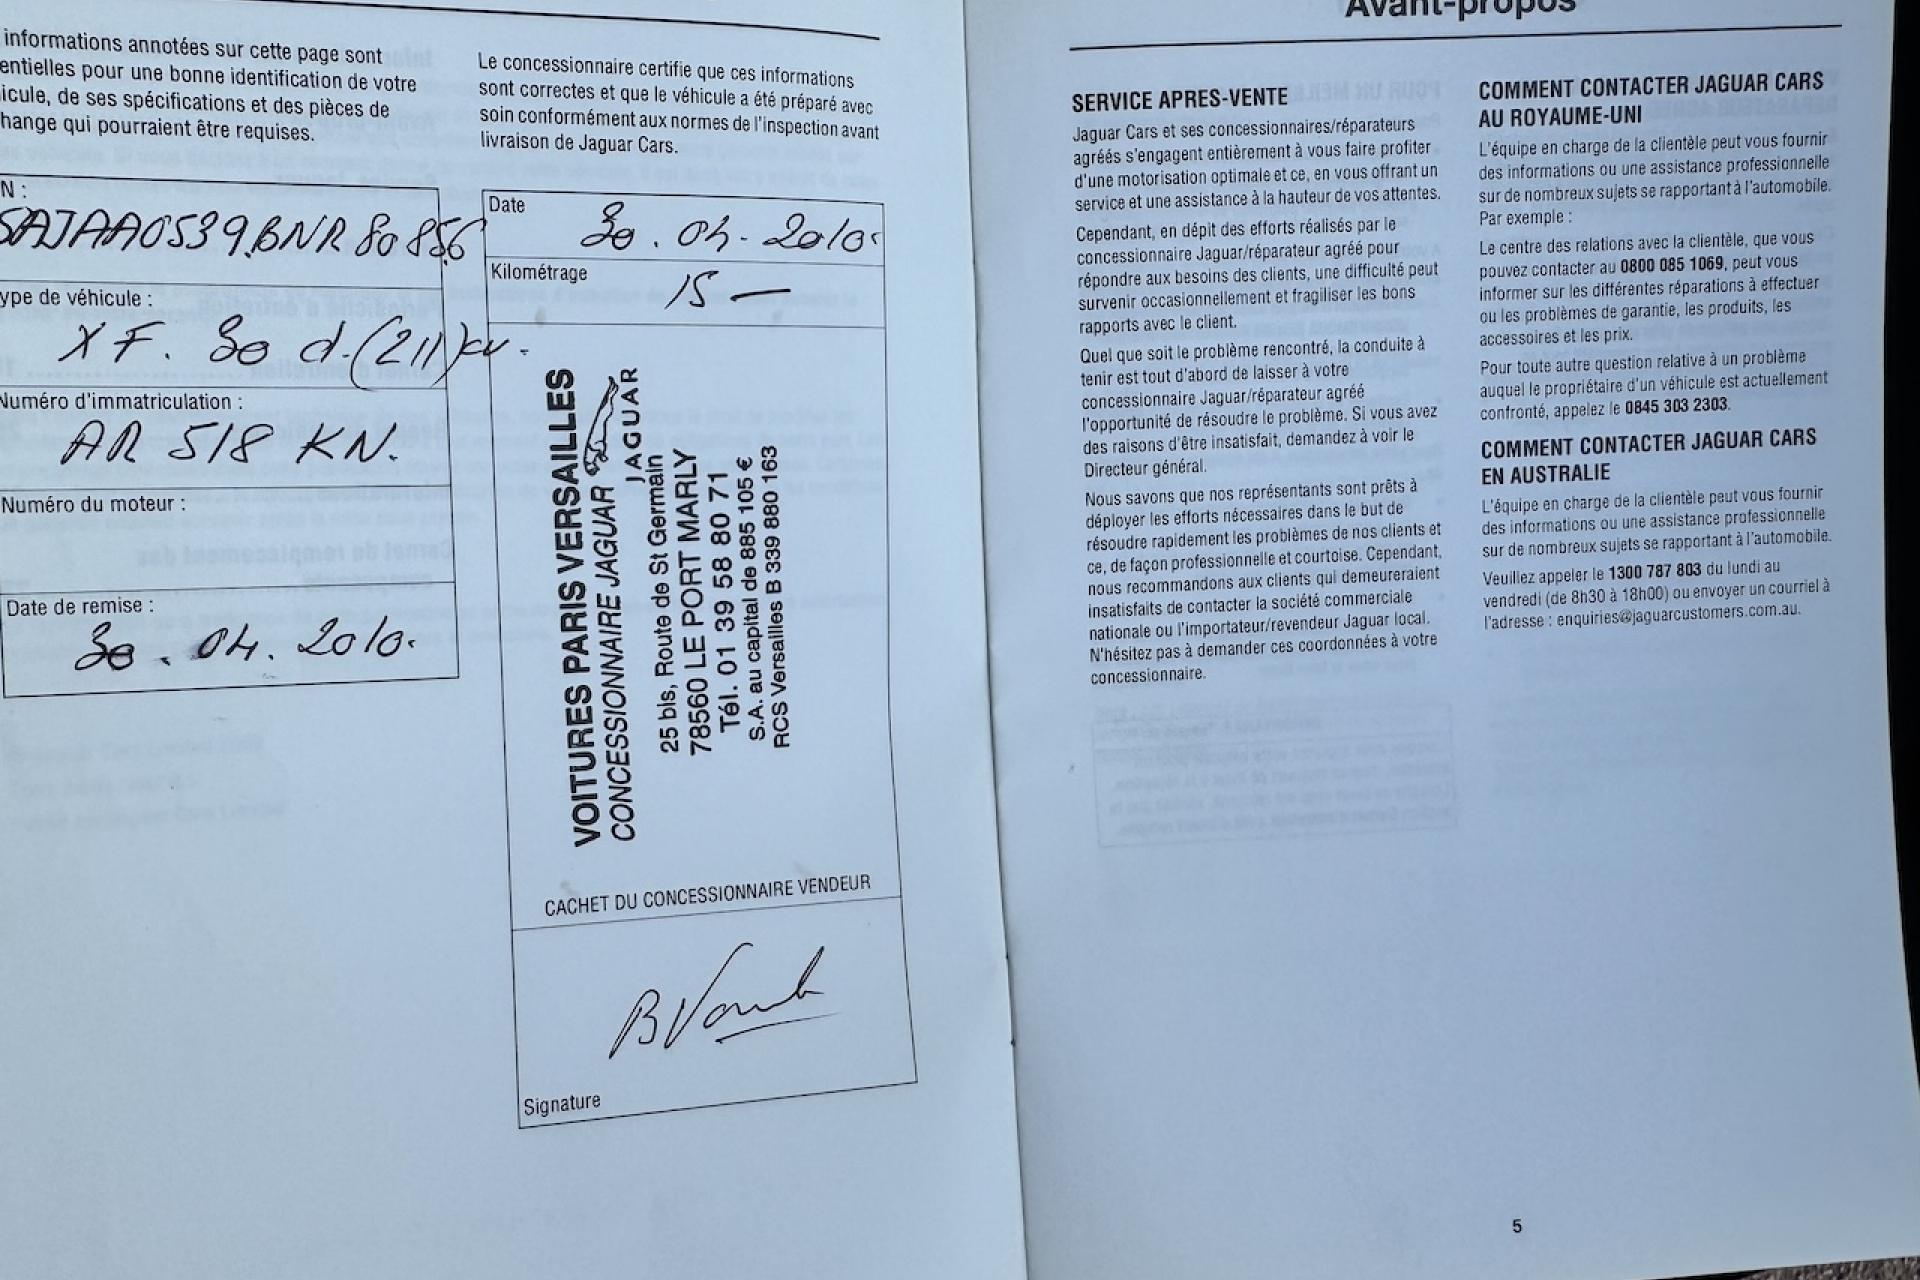 informations annotées sur cette page sont
entielles pour une bonne identification de votre
icule, de ses spécifications et des pièces de
hange qui pourraient être requises.
N :
SAJAA0539.BNR80856
ype de véhicule :
XF. 30 d.(211)kw.
Numéro d'immatriculation :
AR 518 KN.
Numéro du moteur :
Date de remise :
30.04.2010.
Le concessionnaire certifie que ces informations
sont correctes et que le véhicule a été préparé avec
soin conformément aux normes de l'inspection avant
livraison de Jaguar Cars.
Date
30.04.2010.
Kilométrage
15 —
VOITURES PARIS VERSAILLES
CONCESSIONNAIRE JAGUAR
JAGUAR
25 bis, Route de St Germain
78560 LE PORT MARLY
Tél. 01 39 58 80 71
S.A. au capital de 885 105 €
RCS Versailles B 339 880 163
CACHET DU CONCESSIONNAIRE VENDEUR
Signature
Avant-propos
SERVICE APRES-VENTE
Jaguar Cars et ses concessionnaires/réparateurs
agréés s'engagent entièrement à vous faire profiter
d'une motorisation optimale et ce, en vous offrant un
service et une assistance à la hauteur de vos attentes.
Cependant, en dépit des efforts réalisés par le
concessionnaire Jaguar/réparateur agréé pour
répondre aux besoins des clients, une difficulté peut
survenir occasionnellement et fragiliser les bons
rapports avec le client.
Quel que soit le problème rencontré, la conduite à
tenir est tout d'abord de laisser à votre
concessionnaire Jaguar/réparateur agréé
l'opportunité de résoudre le problème. Si vous avez
des raisons d'être insatisfait, demandez à voir le
Directeur général.
Nous savons que nos représentants sont prêts à
déployer les efforts nécessaires dans le but de
résoudre rapidement les problèmes de nos clients et
ce, de façon professionnelle et courtoise. Cependant,
nous recommandons aux clients qui demeureraient
insatisfaits de contacter la société commerciale
nationale ou l'importateur/revendeur Jaguar local.
N'hésitez pas à demander ces coordonnées à votre
concessionnaire.
COMMENT CONTACTER JAGUAR CARS
AU ROYAUME-UNI
L'équipe en charge de la clientèle peut vous fournir
des informations ou une assistance professionnelle
sur de nombreux sujets se rapportant à l'automobile.
Par exemple :
Le centre des relations avec la clientèle, que vous
pouvez contacter au 0800 085 1069, peut vous
informer sur les différentes réparations à effectuer
ou les problèmes de garantie, les produits, les
accessoires et les prix.
Pour toute autre question relative à un problème
auquel le propriétaire d'un véhicule est actuellement
confronté, appelez le 0845 303 2303.
COMMENT CONTACTER JAGUAR CARS
EN AUSTRALIE
L'équipe en charge de la clientèle peut vous fournir
des informations ou une assistance professionnelle
sur de nombreux sujets se rapportant à l'automobile.
Veuillez appeler le 1300 787 803 du lundi au
vendredi (de 8h30 à 18h00) ou envoyer un courriel à
l'adresse : enquiries@jaguarcustomers.com.au.
5